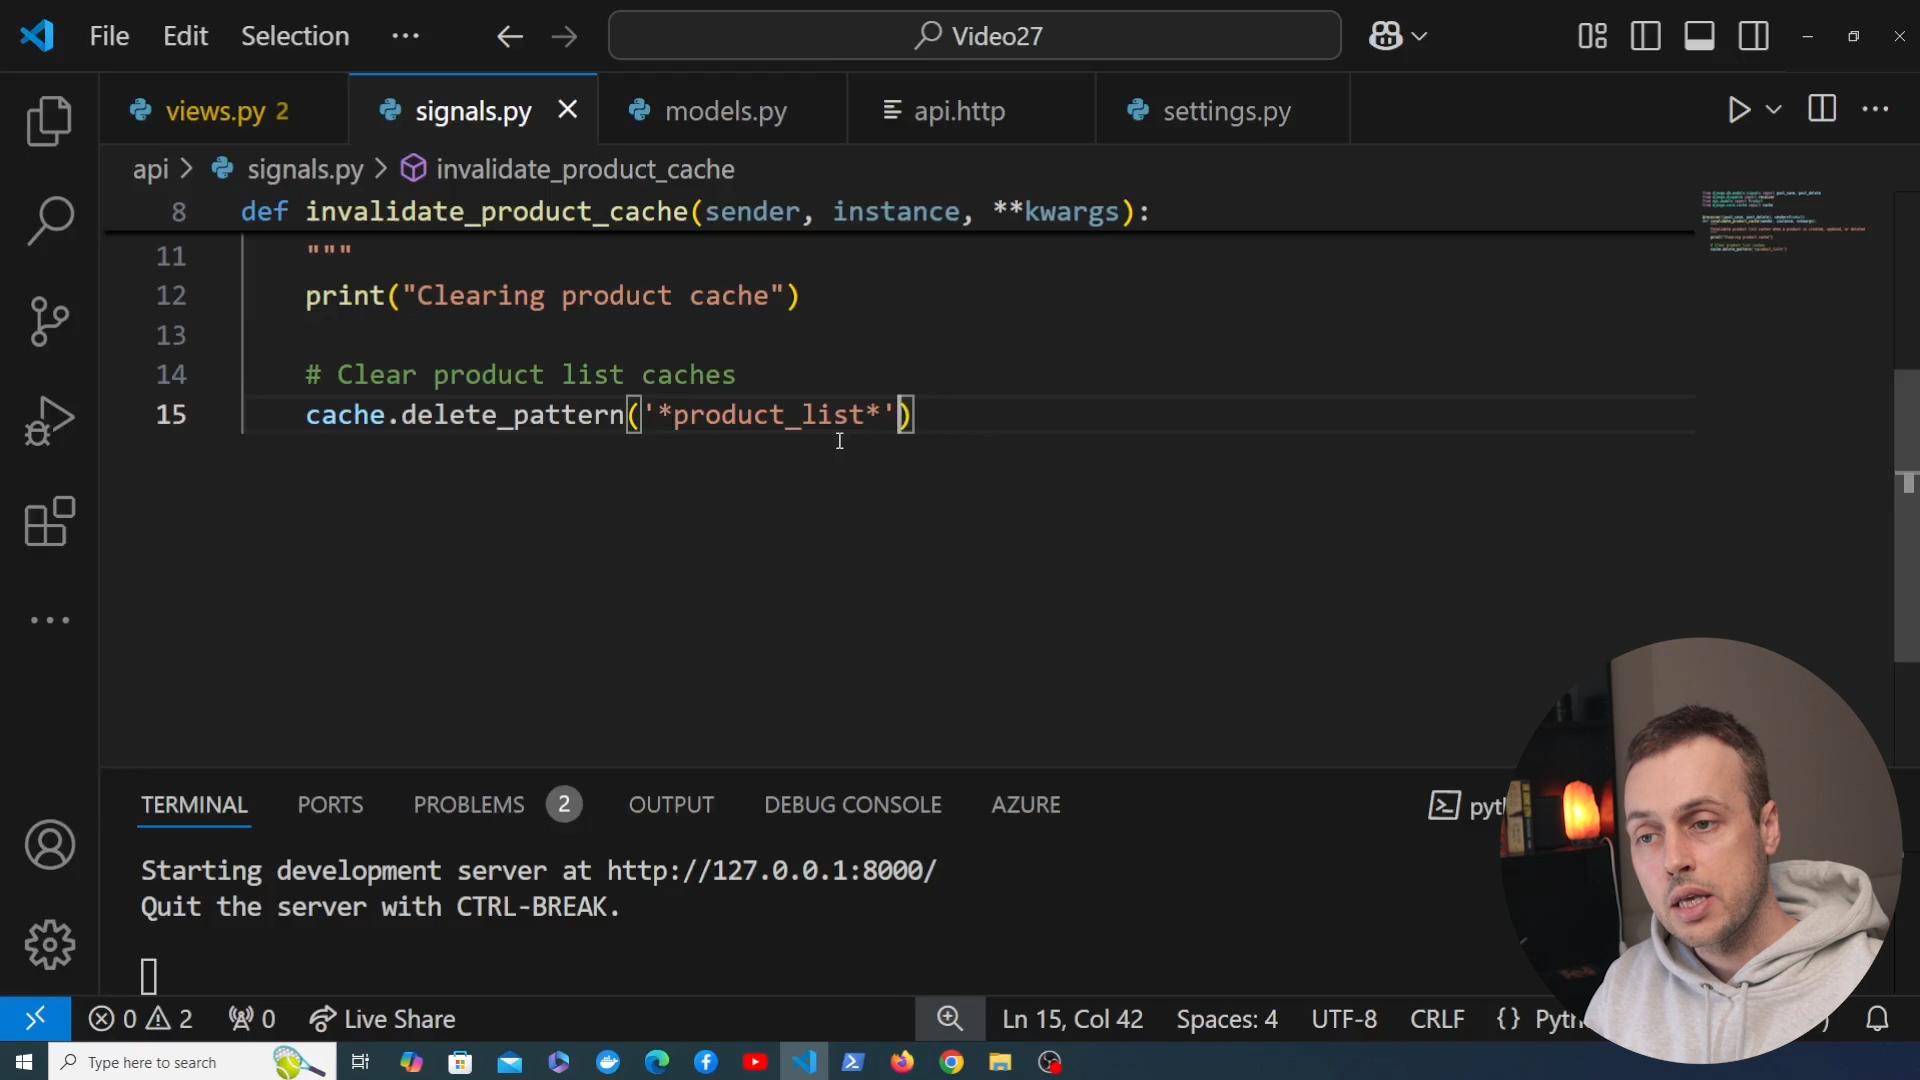 File Edit Selection ··· Video27
views.py 2 signals.py models.py api.http settings.py
api > signals.py > invalidate_product_cache
8 def invalidate_product_cache(sender, instance, **kwargs):
11 """
12 print("Clearing product cache")
13
14 # Clear product list caches
15 cache.delete_pattern('*product_list*')
TERMINAL PORTS PROBLEMS 2 OUTPUT DEBUG CONSOLE AZURE
Starting development server at http://127.0.0.1:8000/
Quit the server with CTRL-BREAK.
0 2 0 Live Share Ln 15, Col 42 Spaces: 4 UTF-8 CRLF {}
Type here to search